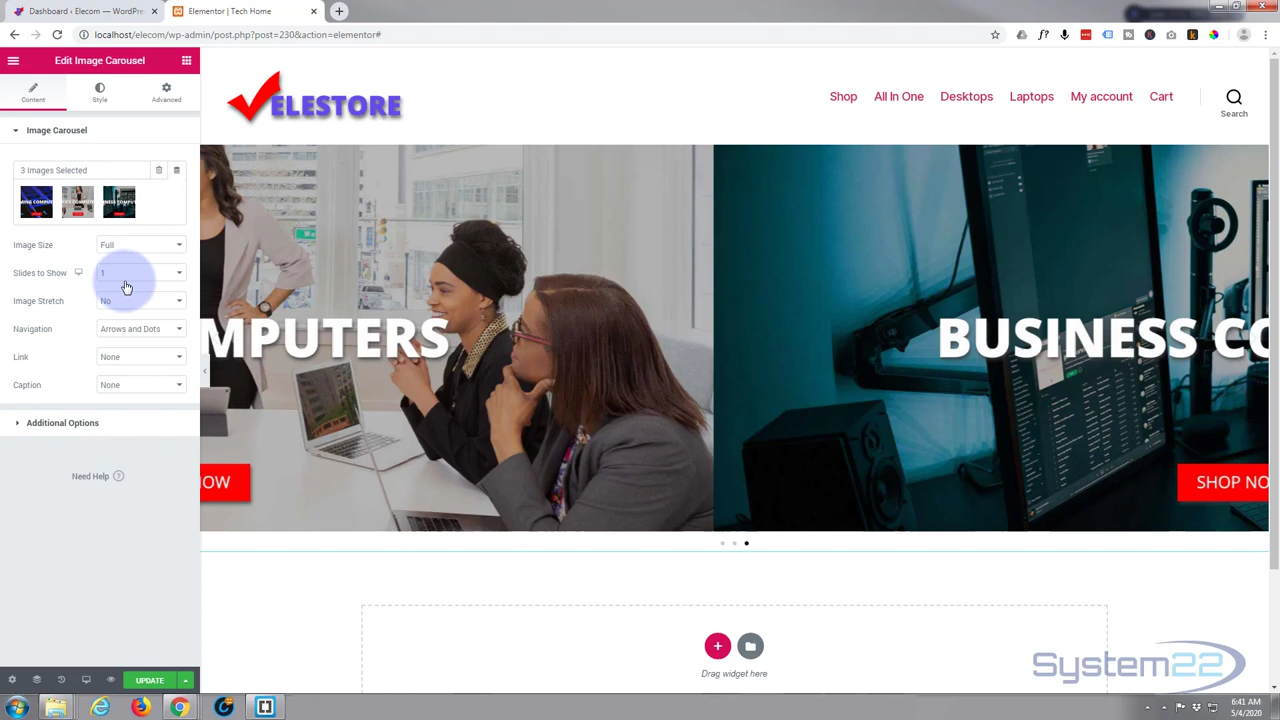 Dashboard ‹ Elecom — WordPre
Elementor | Tech Home
localhost/elecom/wp-admin/post.php?post=230&action=elementor#
Edit Image Carousel
Content
Style
Advanced
Image Carousel
3 Images Selected
Image Size
Full
Slides to Show
1
Image Stretch
No
Navigation
Arrows and Dots
Link
None
Caption
None
Additional Options
Need Help
UPDATE
ELESTORE
Shop
All In One
Desktops
Laptops
My account
Cart
Search
MPUTERS
BUSINESS CO
OW
SHOP NO
Drag widget here
System22
6:41 AM
5/4/2020